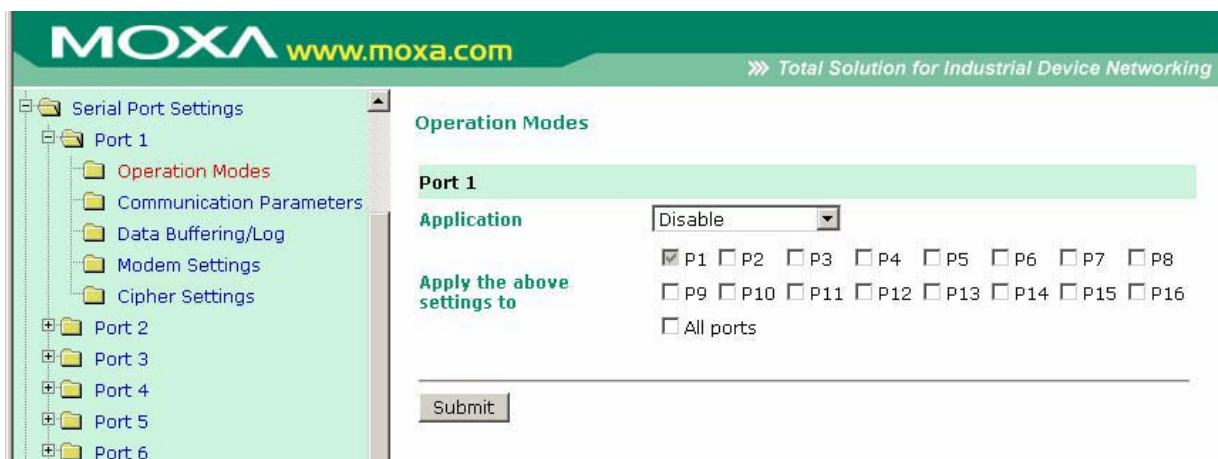 MOXA www.moxa.com
Total Solution for Industrial Device Networking
Serial Port Settings
Port 1
Operation Modes
Communication Parameters
Data Buffering/Log
Modem Settings
Cipher Settings
Port 2
Port 3
Port 4
Port 5
Port 6
Operation Modes
Port 1
Application Disable
Apply the above
settings to
P1 P2 P3 P4 P5 P6 P7 P8
P9 P10 P11 P12 P13 P14 P15 P16
All ports
Submit